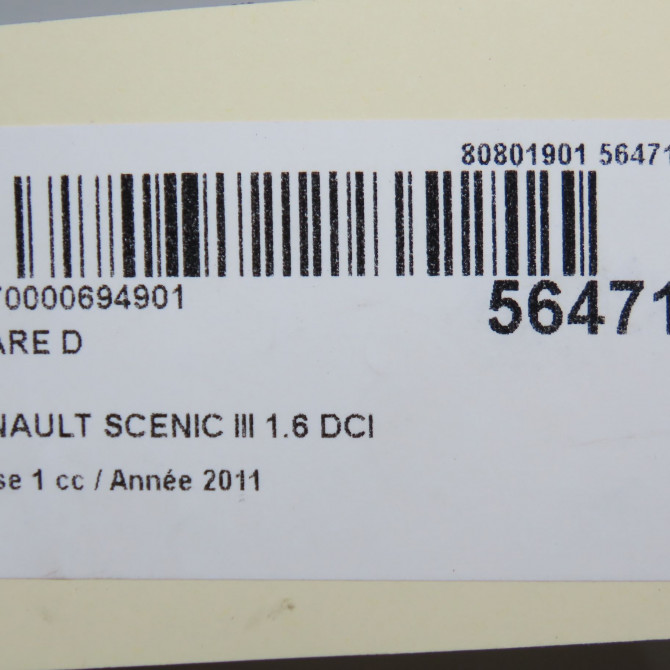 80801901 56471
70000694901
56471
ARE D
NAULT SCENIC III 1.6 DCI
se 1 cc / Année 2011